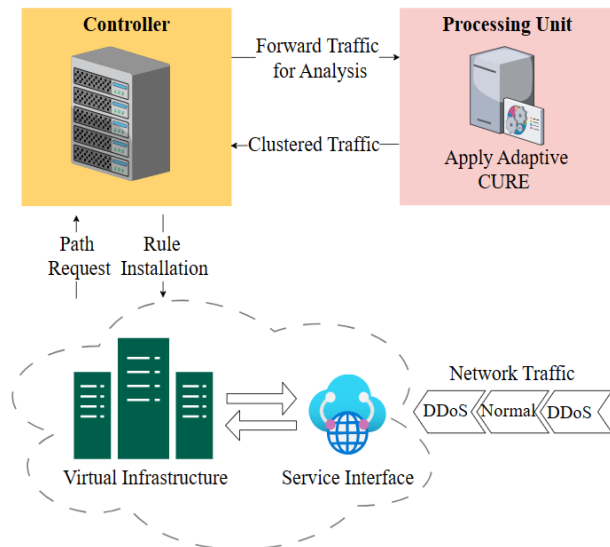 Controller
Processing Unit
Forward Traffic
for Analysis
Clustered Traffic
Apply Adaptive
CURE
Path
Request
Rule
Installation
Network Traffic
DDoS
Normal
DDoS
Virtual Infrastructure
Service Interface